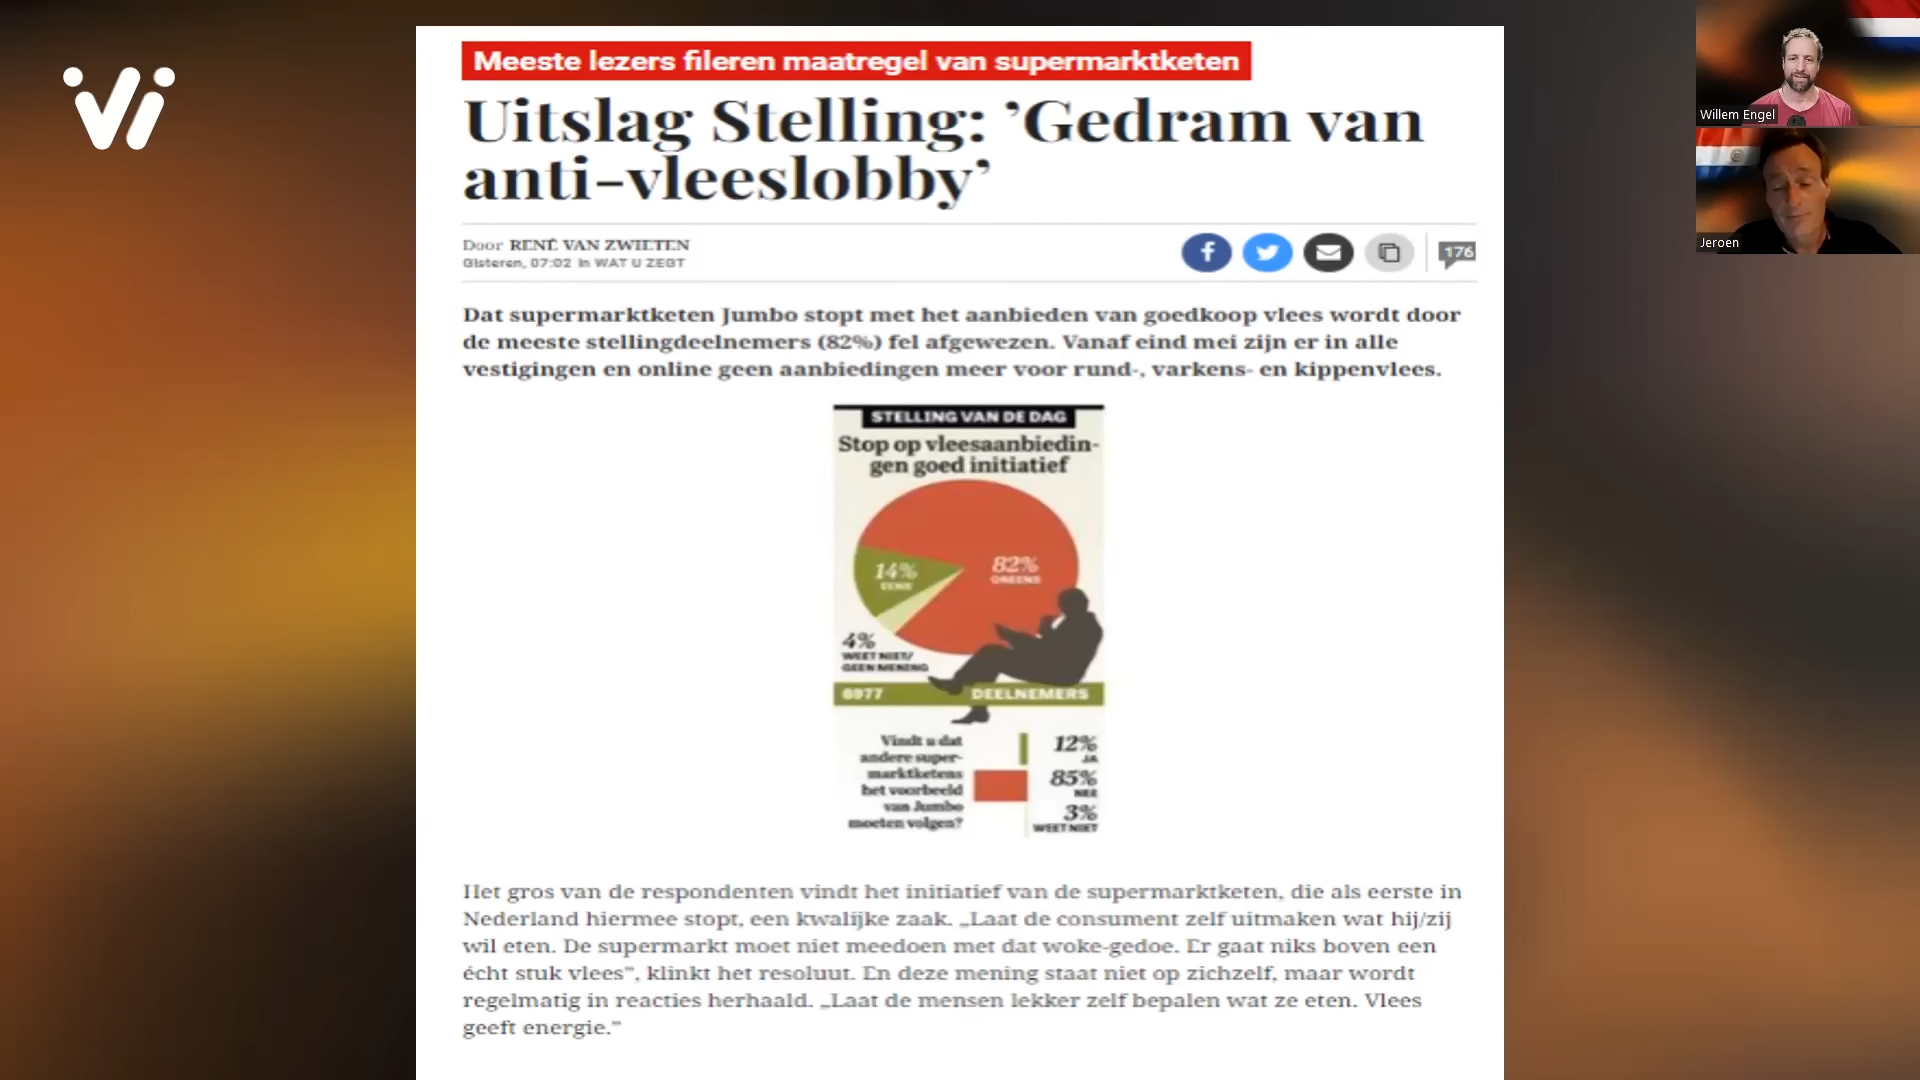 Meeste lezers fileren maatregel van supermarktketen
Uitslag Stelling: ’Gedram van
anti-vleeslobby’
Door RENÉ VAN ZWIETEN
Gisteren, 07:02 in WAT U ZEGT
176
Dat supermarktketen Jumbo stopt met het aanbieden van goedkoop vlees wordt door
de meeste stellingdeelnemers (82%) fel afgewezen. Vanaf eind mei zijn er in alle
vestigingen en online geen aanbiedingen meer voor rund-, varkens- en kippenvlees.
STELLING VAN DE DAG
Stop op vleesaanbiedin-
gen goed initiatief
82%
ONEENS
14%
EENS
4%
WEET NIET/
GEEN MENING
6977 DEELNEMERS
Vindt u dat
andere super-
marktketens
het voorbeeld
van Jumbo
moeten volgen?
12%
JA
85%
NEE
3%
WEET NIET
Het gros van de respondenten vindt het initiatief van de supermarktketen, die als eerste in
Nederland hiermee stopt, een kwalijke zaak. „Laat de consument zelf uitmaken wat hij/zij
wil eten. De supermarkt moet niet meedoen met dat woke-gedoe. Er gaat niks boven een
écht stuk vlees”, klinkt het resoluut. En deze mening staat niet op zichzelf, maar wordt
regelmatig in reacties herhaald. „Laat de mensen lekker zelf bepalen wat ze eten. Vlees
geeft energie.”
Willem Engel
Jeroen